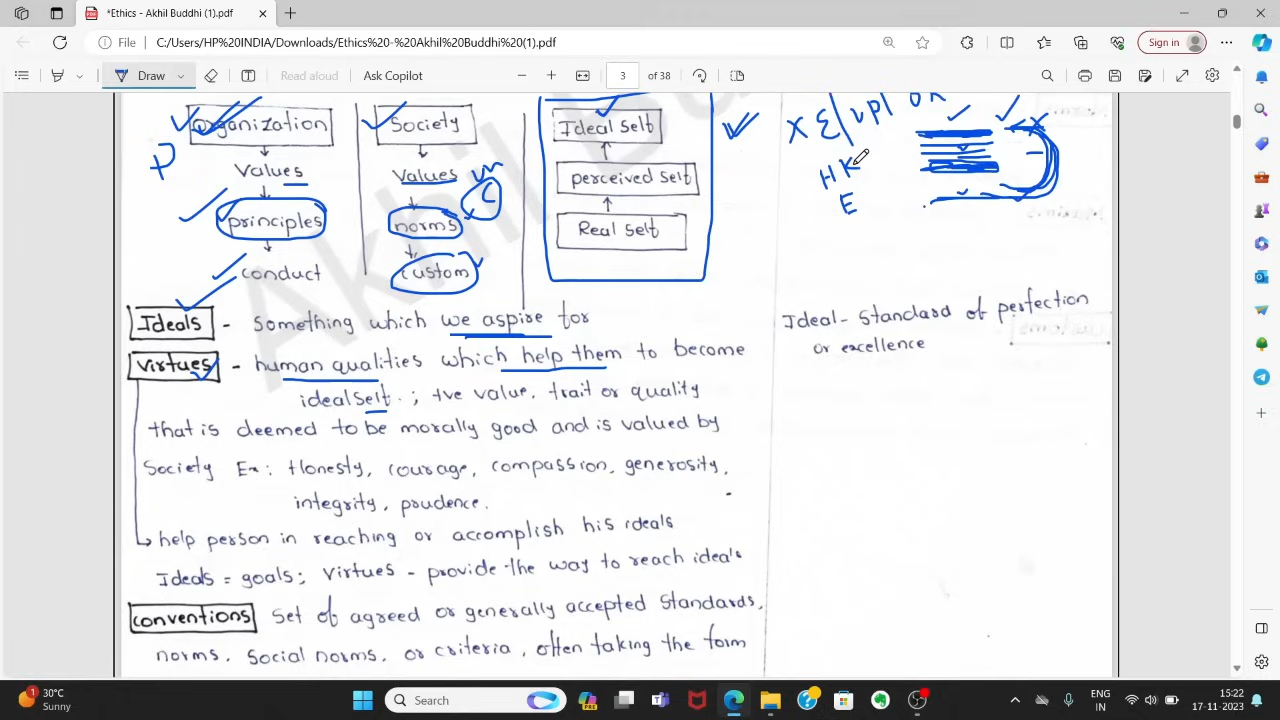 *Ethics - Akhil Buddhi (1).pdf
File C:/Users/HP%20INDIA/Downloads/Ethics%20-%20Akhil%20Buddhi%20(1).pdf
Sign in
Draw
Read aloud
Ask Copilot
3 of 38
Organization
Values
principles
conduct
P
Society
Values
norms
custom
C
Ideal Self
perceived self
Real Self
X
H K
E
X
Ideals - Something which we aspire for
Virtues - human qualities which help them to become
ideal self. ; +ve value, trait or quality
that is deemed to be morally good and is valued by
Society Ex: Honesty, courage, compassion, generosity,
integrity, prudence.
help person in reaching or accomplish his ideals
Ideals = goals; Virtues - provide the way to reach ideals
Conventions Set of agreed or generally accepted standards,
norms, social norms, or criteria, often taking the form
Ideal - Standard of perfection
or excellence
Akhil
30°C
Sunny
1
Search
ENG
IN
15:22
17-11-2023